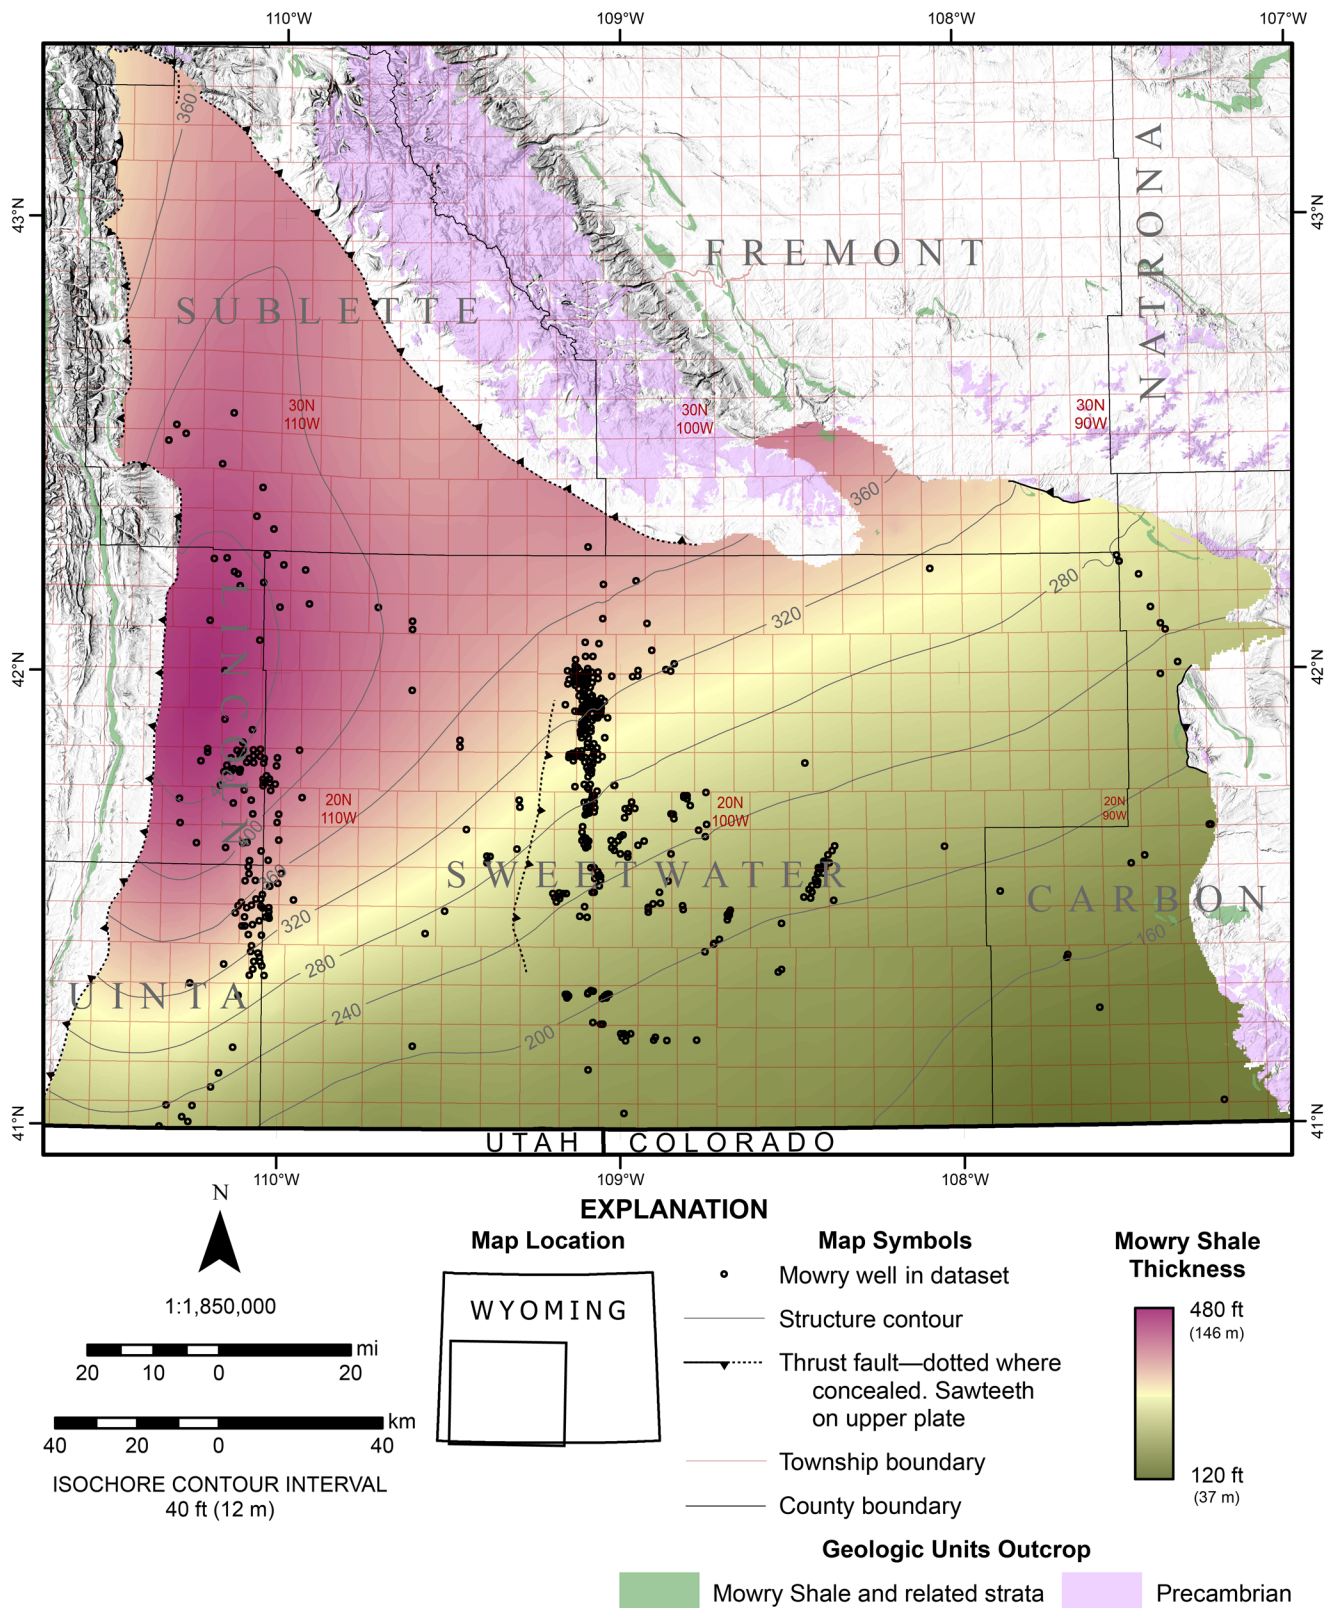 110°W
109°W
108°W
107°W
43°N
43°N
42°N
42°N
41°N
41°N
360
SUBLETTE
FREMONT
NATRONA
30N
110W
30N
100W
30N
90W
360
320
280
LINCOLN
20N
110W
20N
100W
20N
90W
400
360
320
280
240
200
160
SWEETWATER
CARBON
UINTA
UTAH
COLORADO
110°W
109°W
108°W
N
1:1,850,000
mi
20 10 0 20
km
40 20 0 40
ISOCHORE CONTOUR INTERVAL
40 ft (12 m)
EXPLANATION
Map Location
WYOMING
Map Symbols
Mowry well in dataset
Structure contour
Thrust fault—dotted where
concealed. Sawteeth
on upper plate
Township boundary
County boundary
Mowry Shale
Thickness
480 ft
(146 m)
120 ft
(37 m)
Geologic Units Outcrop
Mowry Shale and related strata
Precambrian